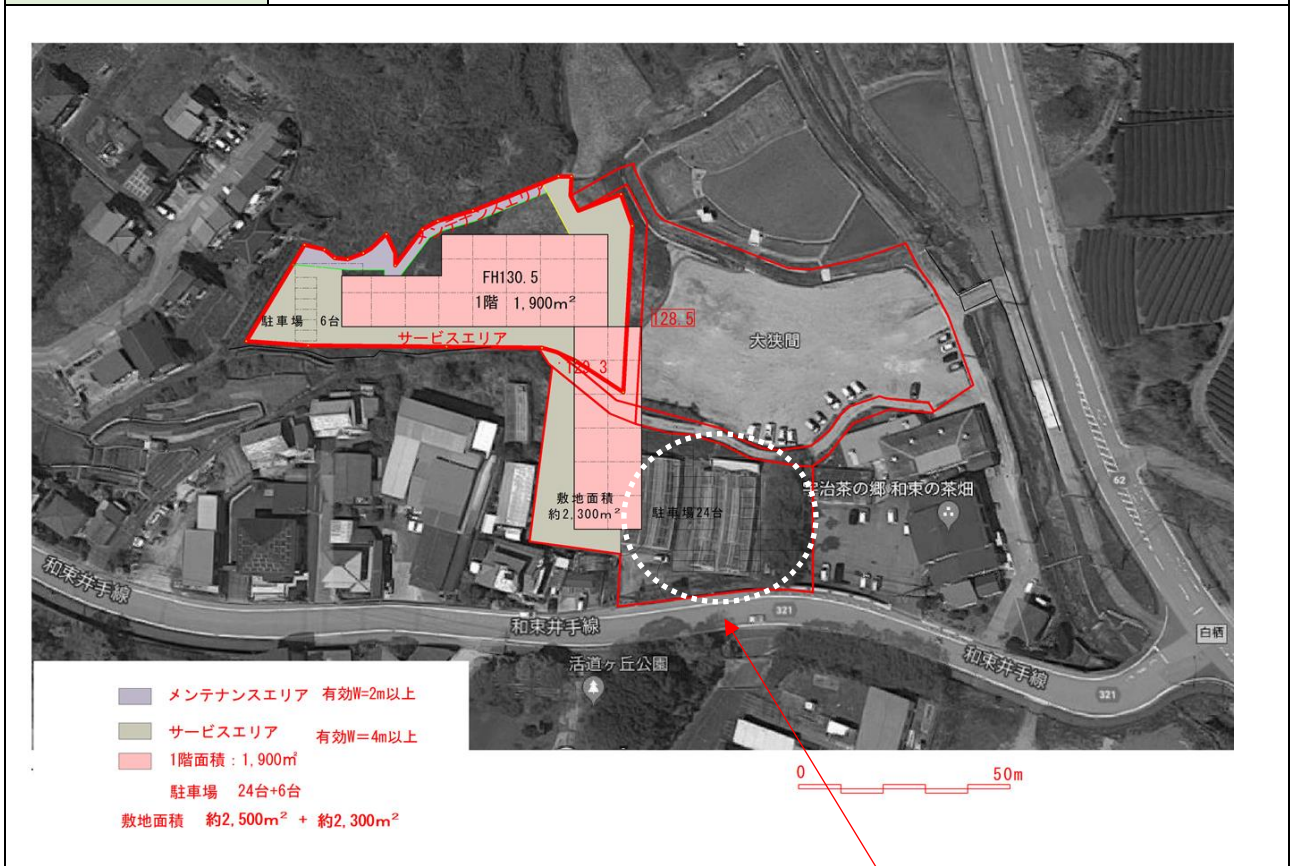 メンテナンスエリア
FH130.5
1階 1,900m²
駐車場 6台
サービスエリア
128.5
大狭間
129.3
敷地面積
約2,300m²
駐車場24台
宇治茶の郷 和束の茶畑
62
和束井手線
和束井手線
321
白栖
活道ヶ丘公園
和束井手線
321
メンテナンスエリア 有効W=2m以上
サービスエリア 有効W＝4m以上
1階面積：1,900㎡
駐車場 24台+6台
敷地面積 約2,500m² + 約2,300m²
0 50m